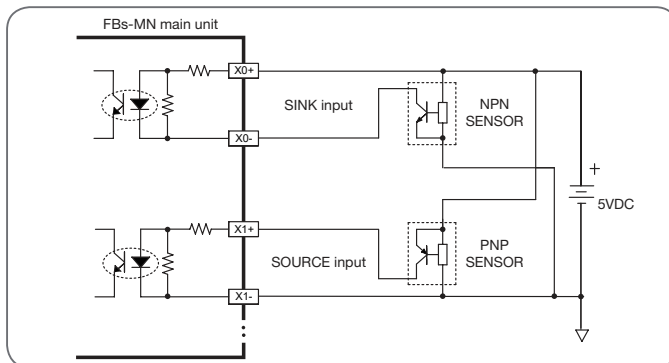 FBs-MN main unit
X0+
SINK input
NPN
SENSOR
X0-
+
5VDC
X1+
SOURCE input
PNP
SENSOR
X1-